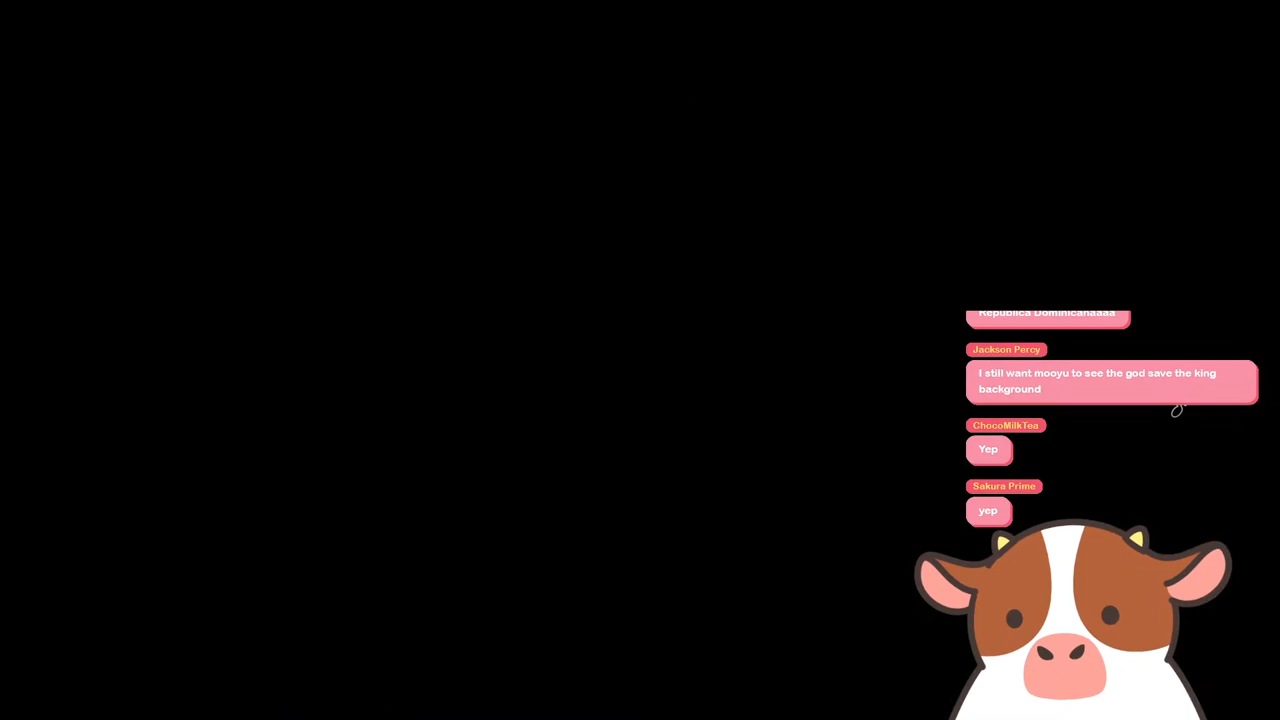 República Dominicanaaaa
Jackson Percy
I still want mooyu to see the god save the king
background
ChocoMilkTea
Yep
Sakura Prime
yep